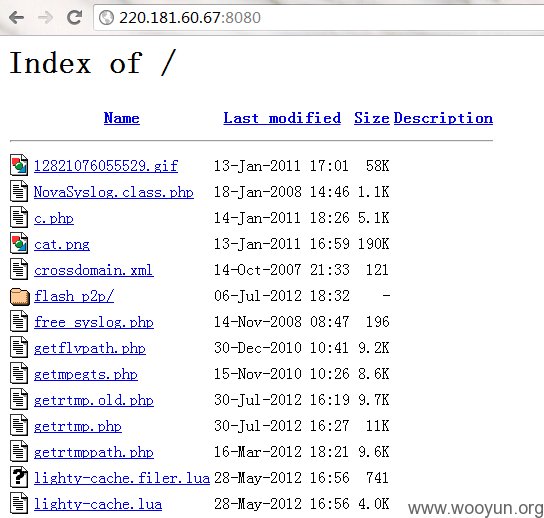 220.181.60.67:8080
Index of /
Name Last modified Size Description
12821076055529.gif 13-Jan-2011 17:01 58K
NovaSyslog.class.php 18-Jan-2008 14:46 1.1K
c.php 14-Jan-2011 18:26 5.1K
cat.png 13-Jan-2011 16:59 190K
crossdomain.xml 14-Oct-2007 21:33 121
flash_p2p/ 06-Jul-2012 18:32 -
free_syslog.php 14-Nov-2008 08:47 196
getflvpath.php 30-Dec-2010 10:41 9.2K
getmpegts.php 15-Nov-2010 10:26 8.6K
getrtmp.old.php 30-Jul-2012 16:19 9.7K
getrtmp.php 30-Jul-2012 16:27 11K
getrtmppath.php 16-Mar-2012 18:21 9.6K
lighty-cache.filer.lua 28-May-2012 16:56 741
lighty-cache.lua 28-May-2012 16:56 4.0K
www.wooyun.org